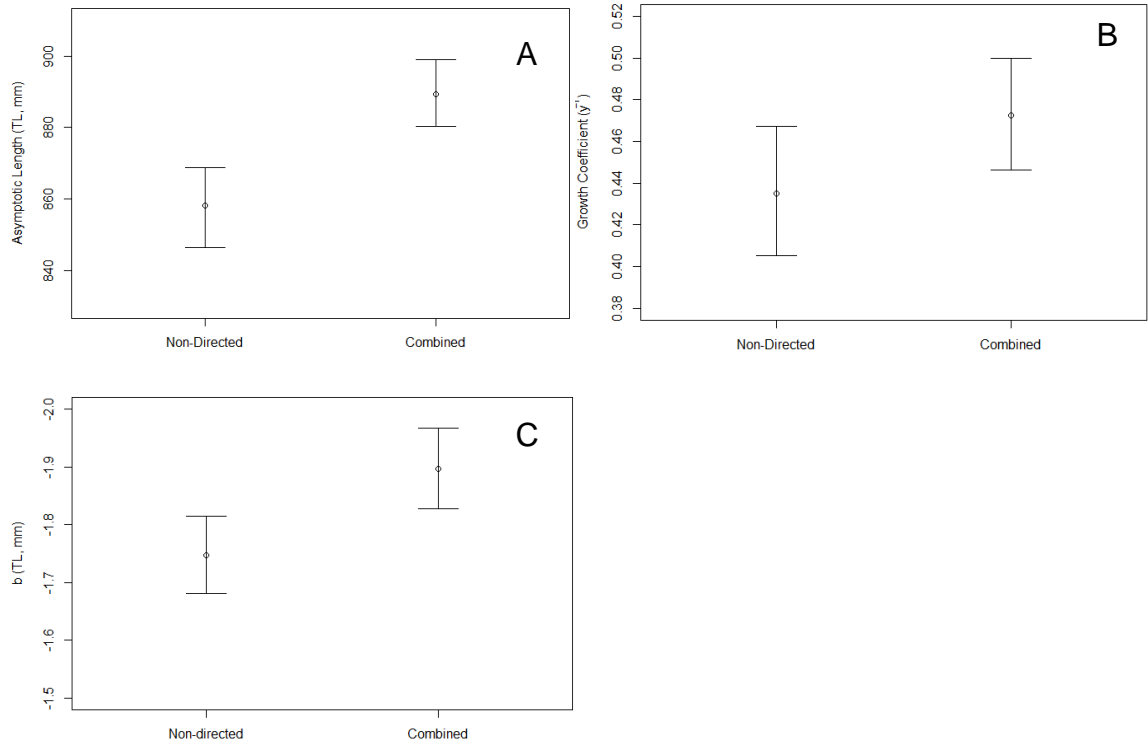 A
Asymptotic Length (TL, mm)
900
880
860
840
Non-Directed
Combined
B
Growth Coefficient (y⁻¹)
0.52
0.50
0.48
0.46
0.44
0.42
0.40
0.38
Non-Directed
Combined
C
b (TL, mm)
-2.0
-1.9
-1.8
-1.7
-1.6
-1.5
Non-directed
Combined